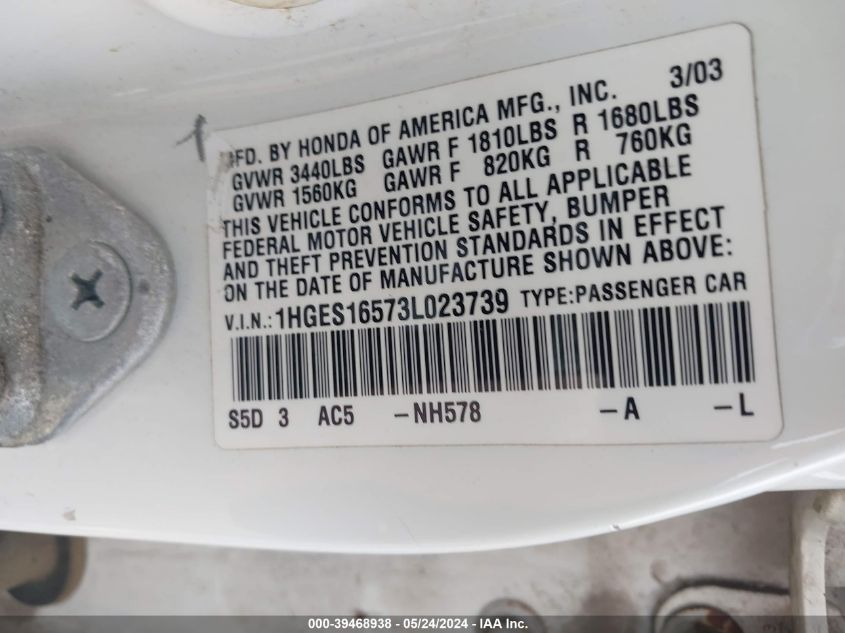 MFD. BY HONDA OF AMERICA MFG., INC. 3/03
GVWR 3440LBS GAWR F 1810LBS R 1680LBS
GVWR 1560KG GAWR F 820KG R 760KG
THIS VEHICLE CONFORMS TO ALL APPLICABLE
FEDERAL MOTOR VEHICLE SAFETY, BUMPER
AND THEFT PREVENTION STANDARDS IN EFFECT
ON THE DATE OF MANUFACTURE SHOWN ABOVE:
V.I.N.:1HGES16573L023739 TYPE:PASSENGER CAR
S5D 3 AC5 -NH578 -A -L
000-39468938 - 05/24/2024 - IAA Inc.